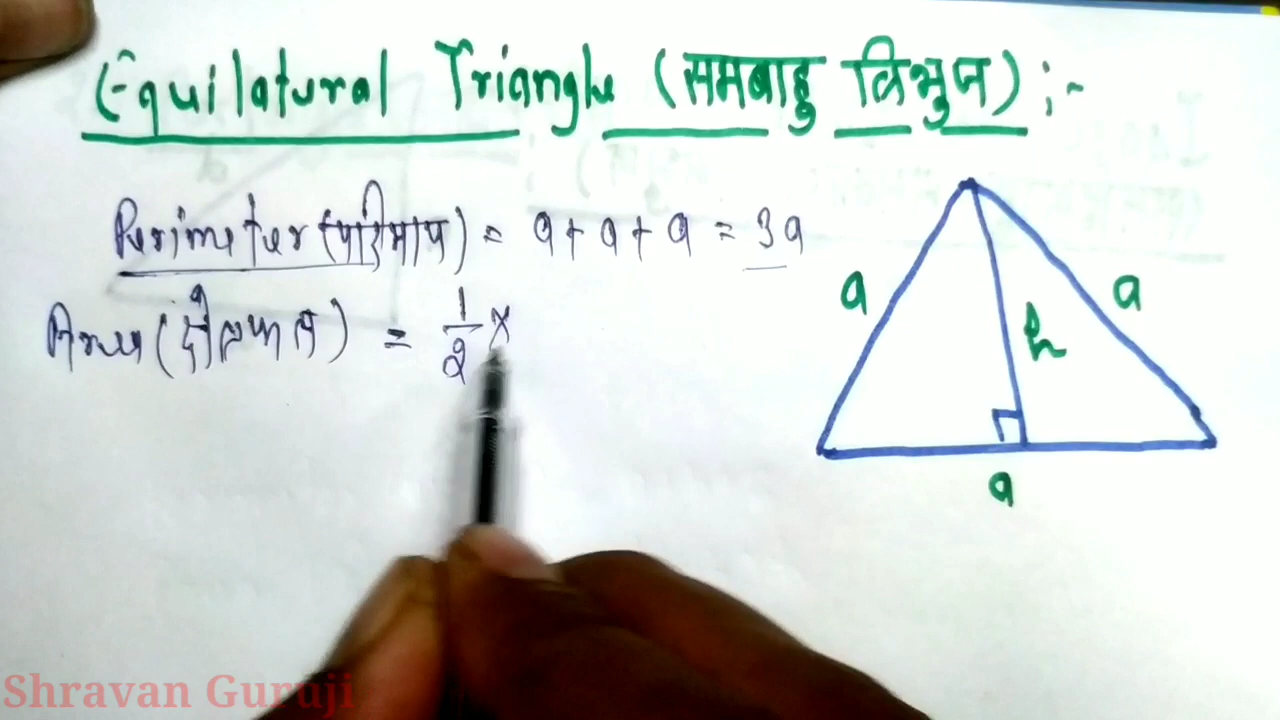 Equilatural Triangle (समबाहु त्रिभुज) :-
Perimeter (परिमाप) = a + a + a = 3a
Area (क्षेत्रफल) = 1/2 ×
a
a
h
a
Shravan Guruji